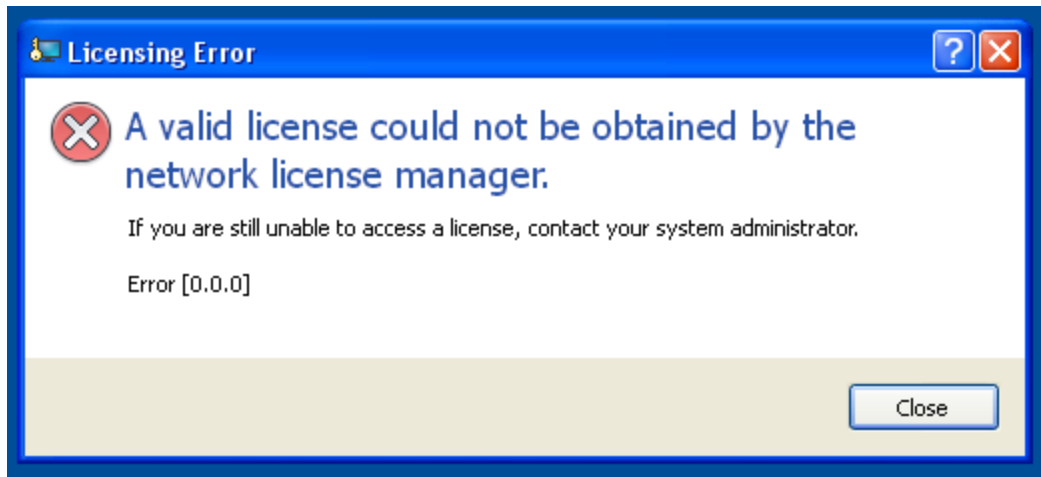 Licensing Error
A valid license could not be obtained by the
network license manager.
If you are still unable to access a license, contact your system administrator.
Error [0.0.0]
Close